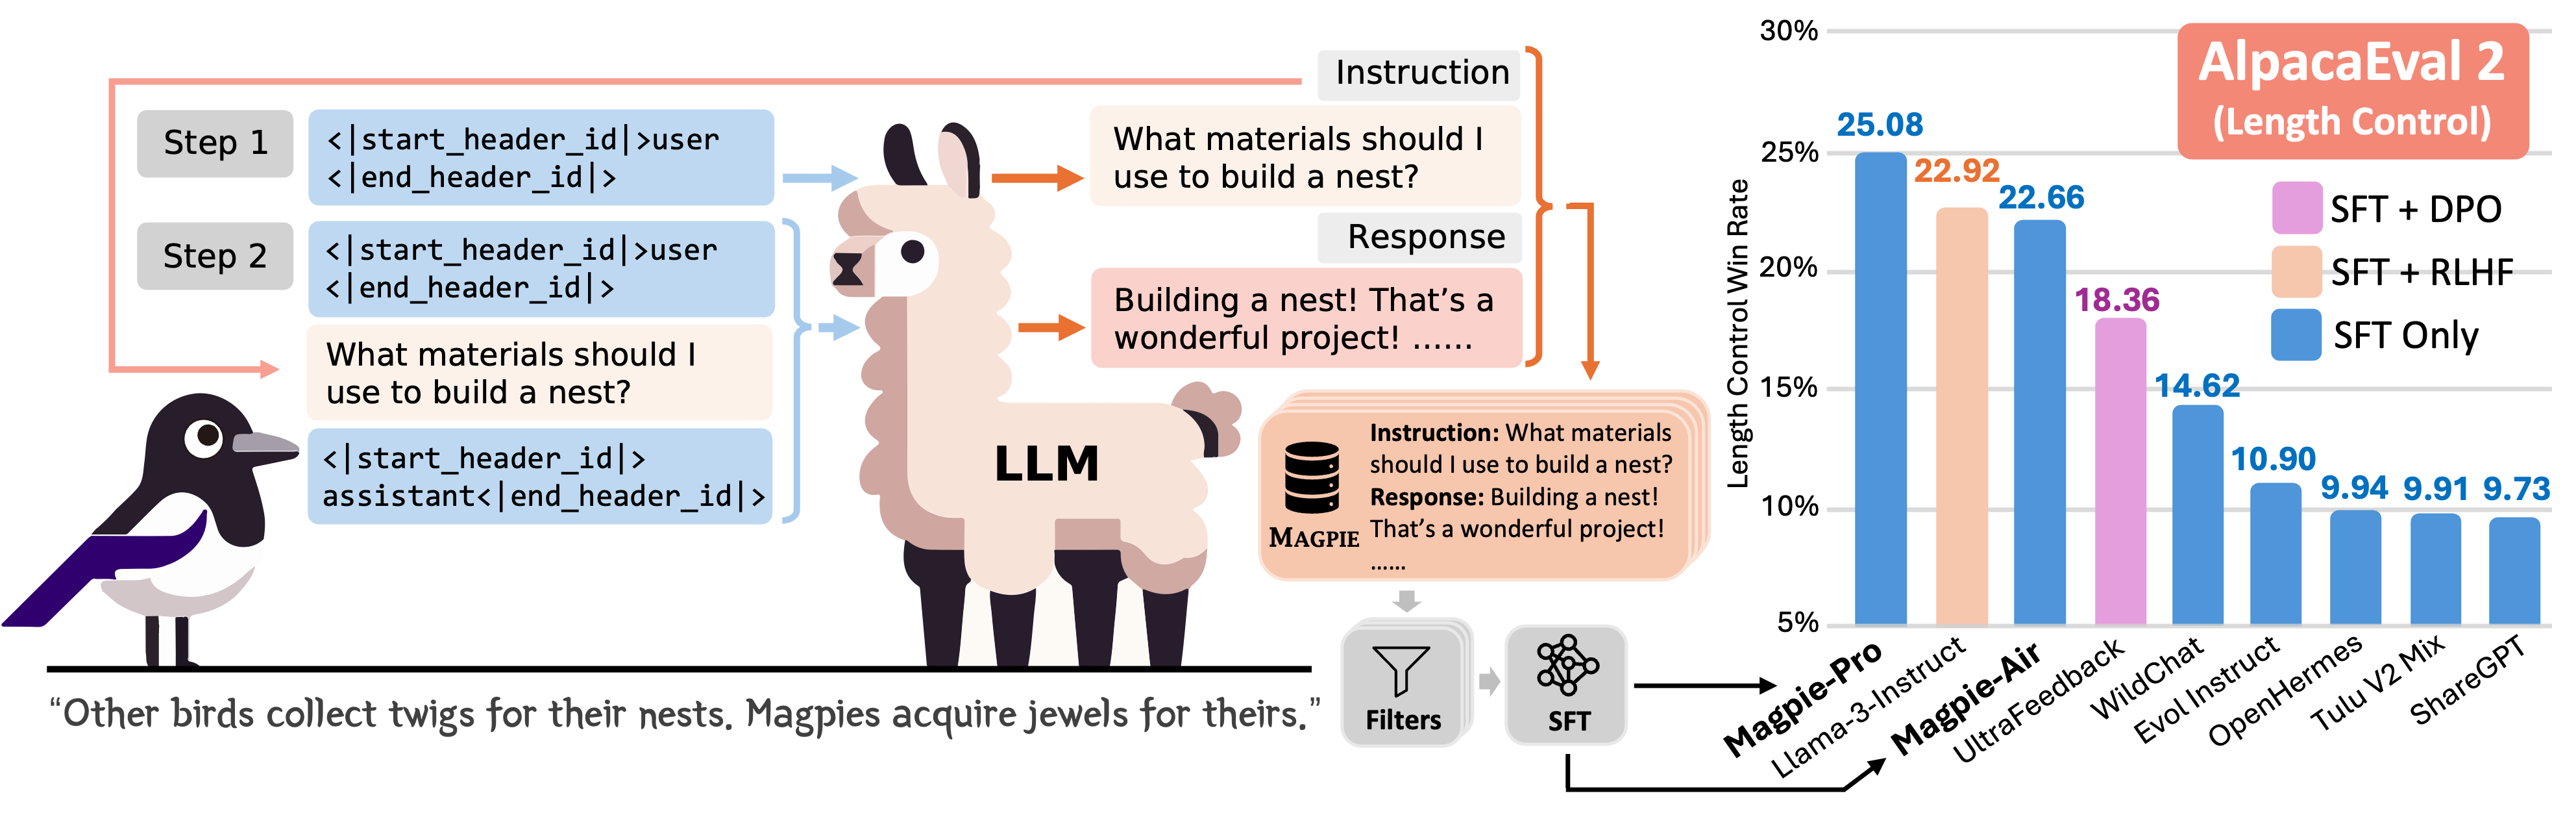 Step 1
<|start_header_id|>user
<|end_header_id|>
Step 2
<|start_header_id|>user
<|end_header_id|>
What materials should I
use to build a nest?
<|start_header_id|>
assistant<|end_header_id|>
LLM
Instruction
What materials should I
use to build a nest?
Response
Building a nest! That’s a
wonderful project! ......
MAGPIE
Instruction: What materials
should I use to build a nest?
Response: Building a nest!
That’s a wonderful project!
......
Filters
SFT
“Other birds collect twigs for their nests. Magpies acquire jewels for theirs.”
AlpacaEval 2
(Length Control)
SFT + DPO
SFT + RLHF
SFT Only
Length Control Win Rate
30%
25%
20%
15%
10%
5%
25.08
22.92
22.66
18.36
14.62
10.90
9.94
9.91
9.73
Magpie-Pro
Llama-3-Instruct
Magpie-Air
UltraFeedback
WildChat
Evol Instruct
OpenHermes
Tulu V2 Mix
ShareGPT